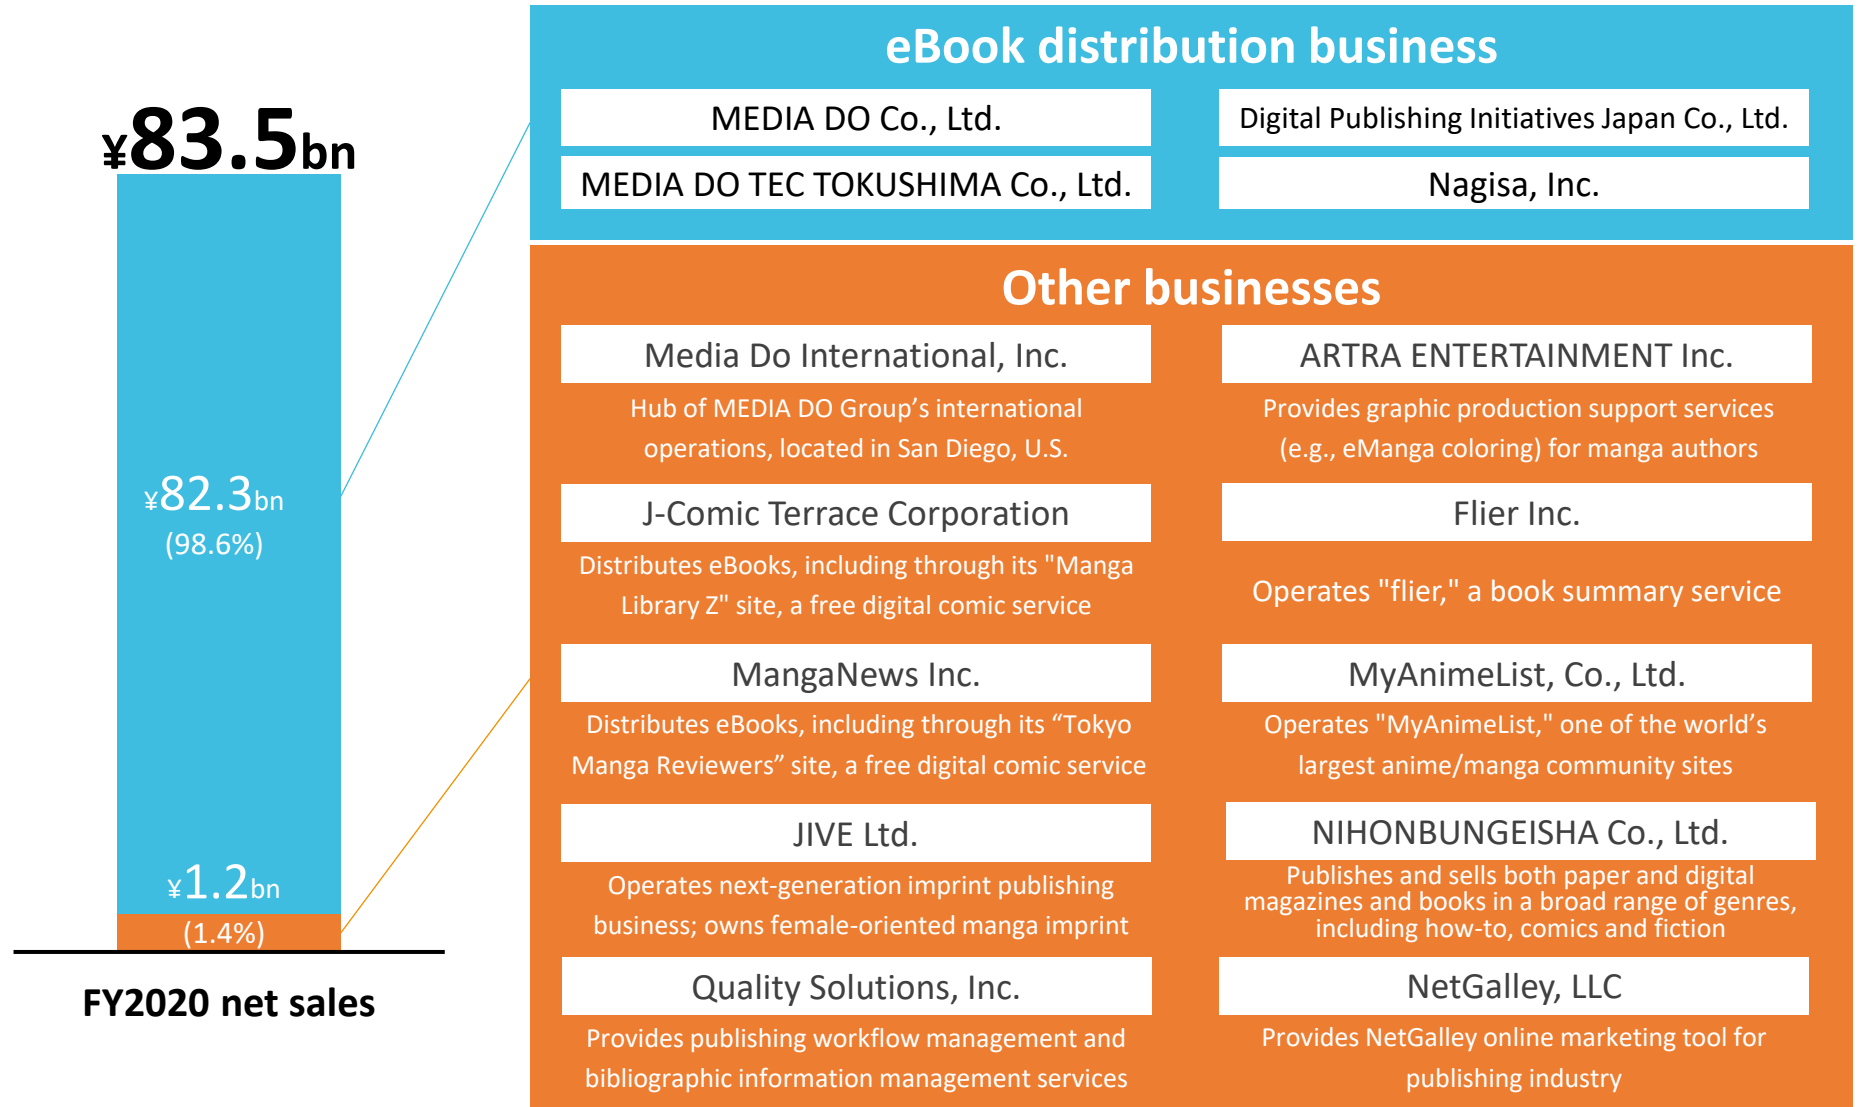 ¥83.5bn
¥82.3bn
(98.6%)
¥1.2bn
(1.4%)
FY2020 net sales
eBook distribution business
MEDIA DO Co., Ltd.
Digital Publishing Initiatives Japan Co., Ltd.
MEDIA DO TEC TOKUSHIMA Co., Ltd.
Nagisa, Inc.
Other businesses
Media Do International, Inc.
Hub of MEDIA DO Group’s international
operations, located in San Diego, U.S.
ARTRA ENTERTAINMENT Inc.
Provides graphic production support services
(e.g., eManga coloring) for manga authors
J-Comic Terrace Corporation
Distributes eBooks, including through its "Manga
Library Z" site, a free digital comic service
Flier Inc.
Operates "flier," a book summary service
MangaNews Inc.
Distributes eBooks, including through its “Tokyo
Manga Reviewers” site, a free digital comic service
MyAnimeList, Co., Ltd.
Operates "MyAnimeList," one of the world’s
largest anime/manga community sites
JIVE Ltd.
Operates next-generation imprint publishing
business; owns female-oriented manga imprint
NIHONBUNGEISHA Co., Ltd.
Publishes and sells both paper and digital
magazines and books in a broad range of genres,
including how-to, comics and fiction
Quality Solutions, Inc.
Provides publishing workflow management and
bibliographic information management services
NetGalley, LLC
Provides NetGalley online marketing tool for
publishing industry